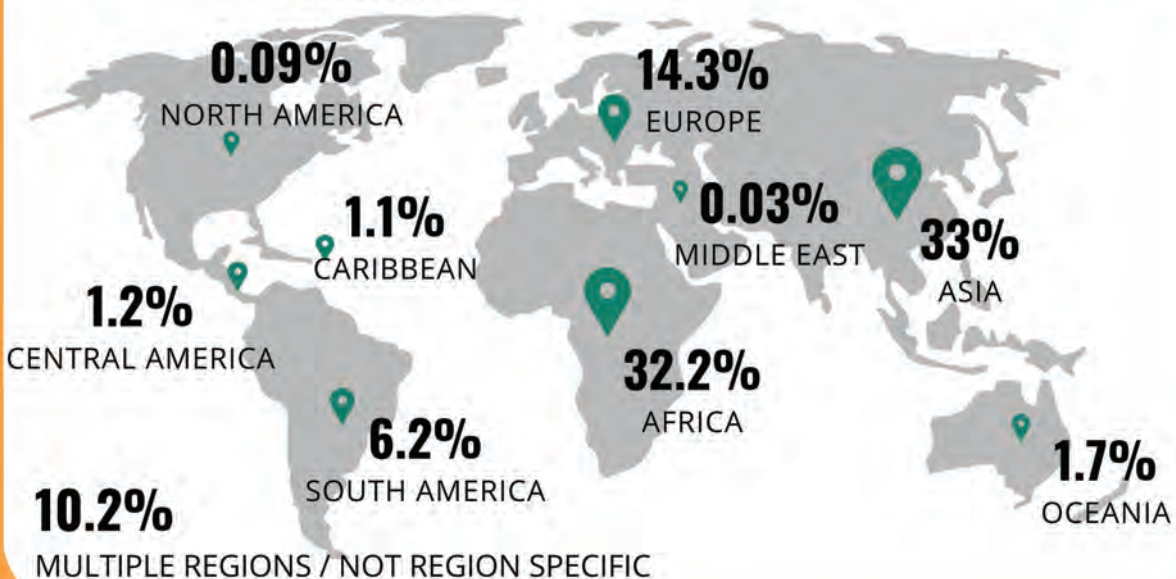 0.09%
NORTH AMERICA
14.3%
EUROPE
1.1%
CARIBBEAN
0.03%
MIDDLE EAST
33%
ASIA
1.2%
CENTRAL AMERICA
32.2%
AFRICA
6.2%
SOUTH AMERICA
1.7%
OCEANIA
10.2%
MULTIPLE REGIONS / NOT REGION SPECIFIC